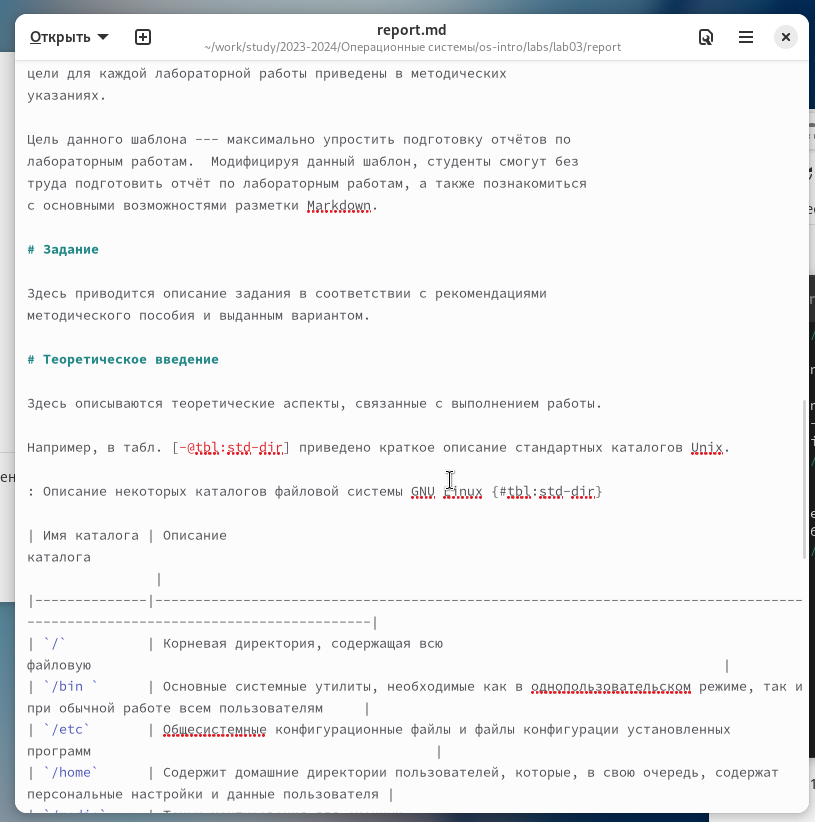 Открыть
report.md
~/work/study/2023-2024/Операционные системы/os-intro/labs/lab03/report
цели для каждой лабораторной работы приведены в методических
указаниях.
Цель данного шаблона --- максимально упростить подготовку отчётов по
лабораторным работам.  Модифицируя данный шаблон, студенты смогут без
труда подготовить отчёт по лабораторным работам, а также познакомиться
с основными возможностями разметки Markdown.
# Задание
Здесь приводится описание задания в соответствии с рекомендациями
методического пособия и выданным вариантом.
# Теоретическое введение
Здесь описываются теоретические аспекты, связанные с выполнением работы.
Например, в табл. [-@tbl:std-dir] приведено краткое описание стандартных каталогов Unix.
: Описание некоторых каталогов файловой системы GNU Linux {#tbl:std-dir}
| Имя каталога | Описание
каталога
|
|--------------|---------------------------------------------------------------------------------
-------------------------------------------|
| `/`          | Корневая директория, содержащая всю
файловую                                                                               |
| `/bin `      | Основные системные утилиты, необходимые как в однопользовательском режиме, так и
при обычной работе всем пользователям     |
| `/etc`       | Общесистемные конфигурационные файлы и файлы конфигурации установленных
программ                                           |
| `/home`      | Содержит домашние директории пользователей, которые, в свою очередь, содержат
персональные настройки и данные пользователя |